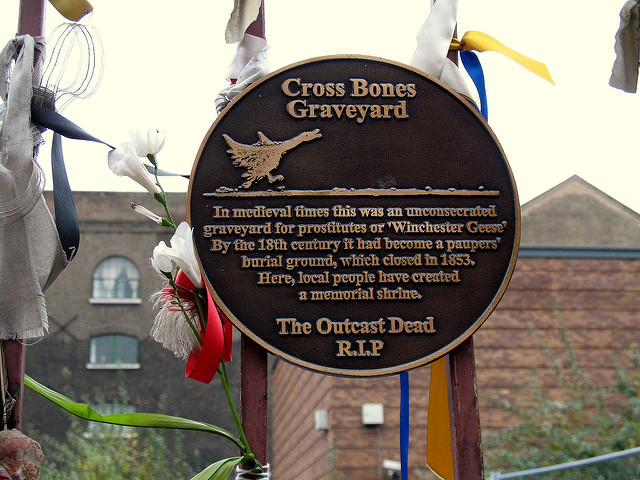 Cross Bones
Graveyard
In medieval times this was an unconsecrated
graveyard for prostitutes or 'Winchester Geese'
By the 18th century it had become a paupers'
burial ground, which closed in 1853.
Here, local people have created
a memorial shrine.
The Outcast Dead
R.I.P